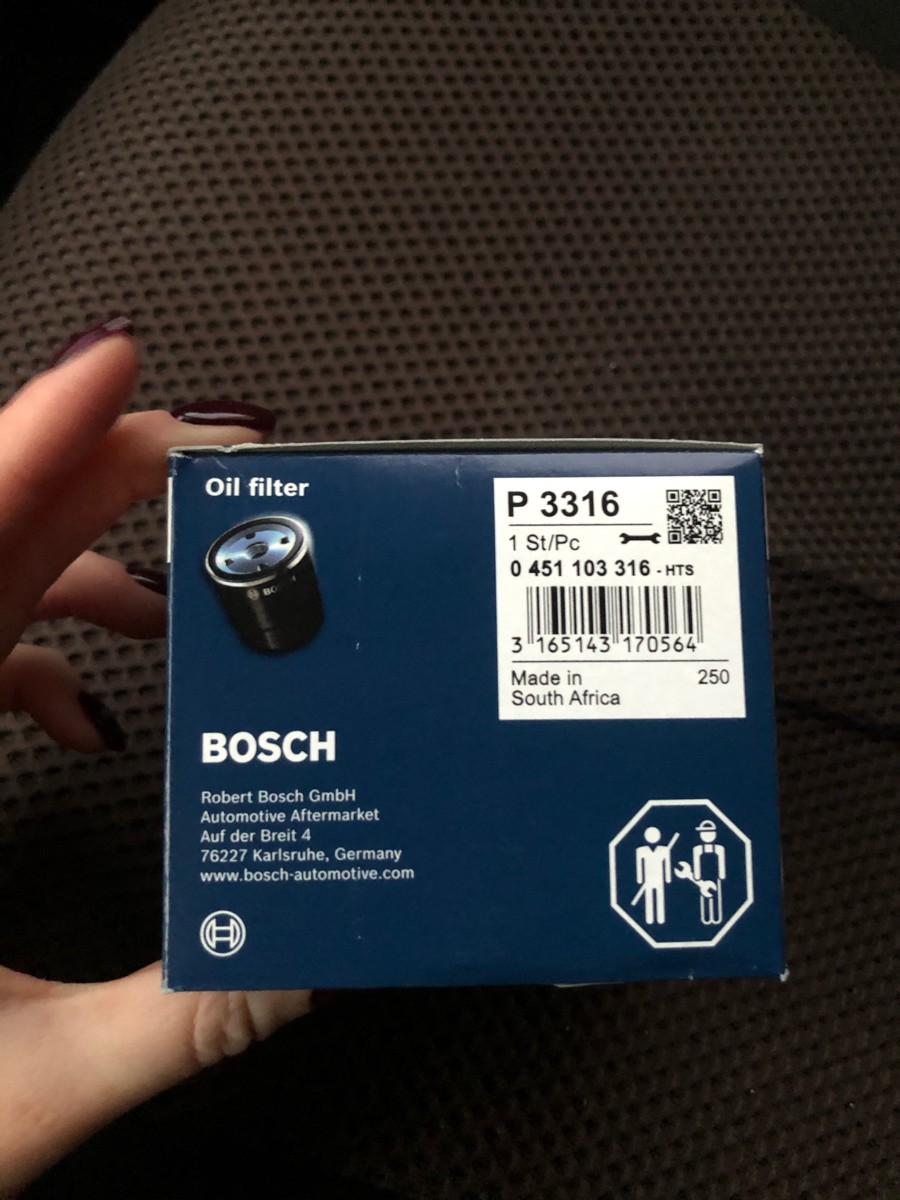 Oil filter
P 3316
1 St/Pc
0 451 103 316 - HTS
3 165143 170564
Made in
South Africa
250
BOSCH
Robert Bosch GmbH
Automotive Aftermarket
Auf der Breit 4
76227 Karlsruhe, Germany
www.bosch-automotive.com